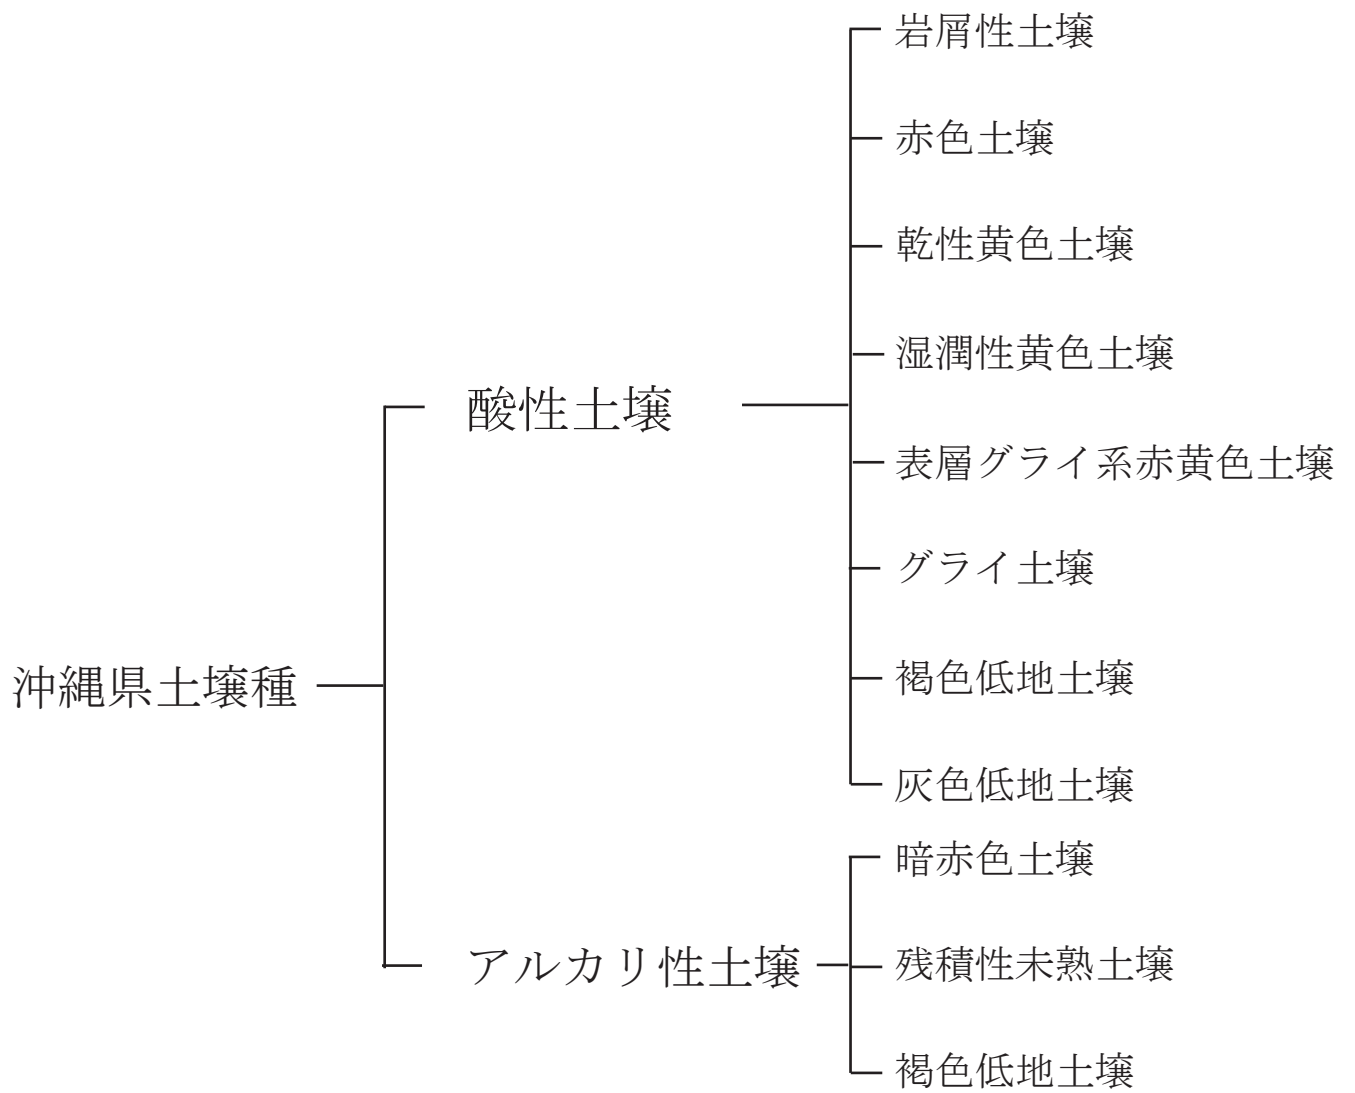 沖縄県土壌種
酸性土壌
岩屑性土壌
赤色土壌
乾性黄色土壌
湿潤性黄色土壌
表層グライ系赤黄色土壌
グライ土壌
褐色低地土壌
灰色低地土壌
アルカリ性土壌
暗赤色土壌
残積性未熟土壌
褐色低地土壌